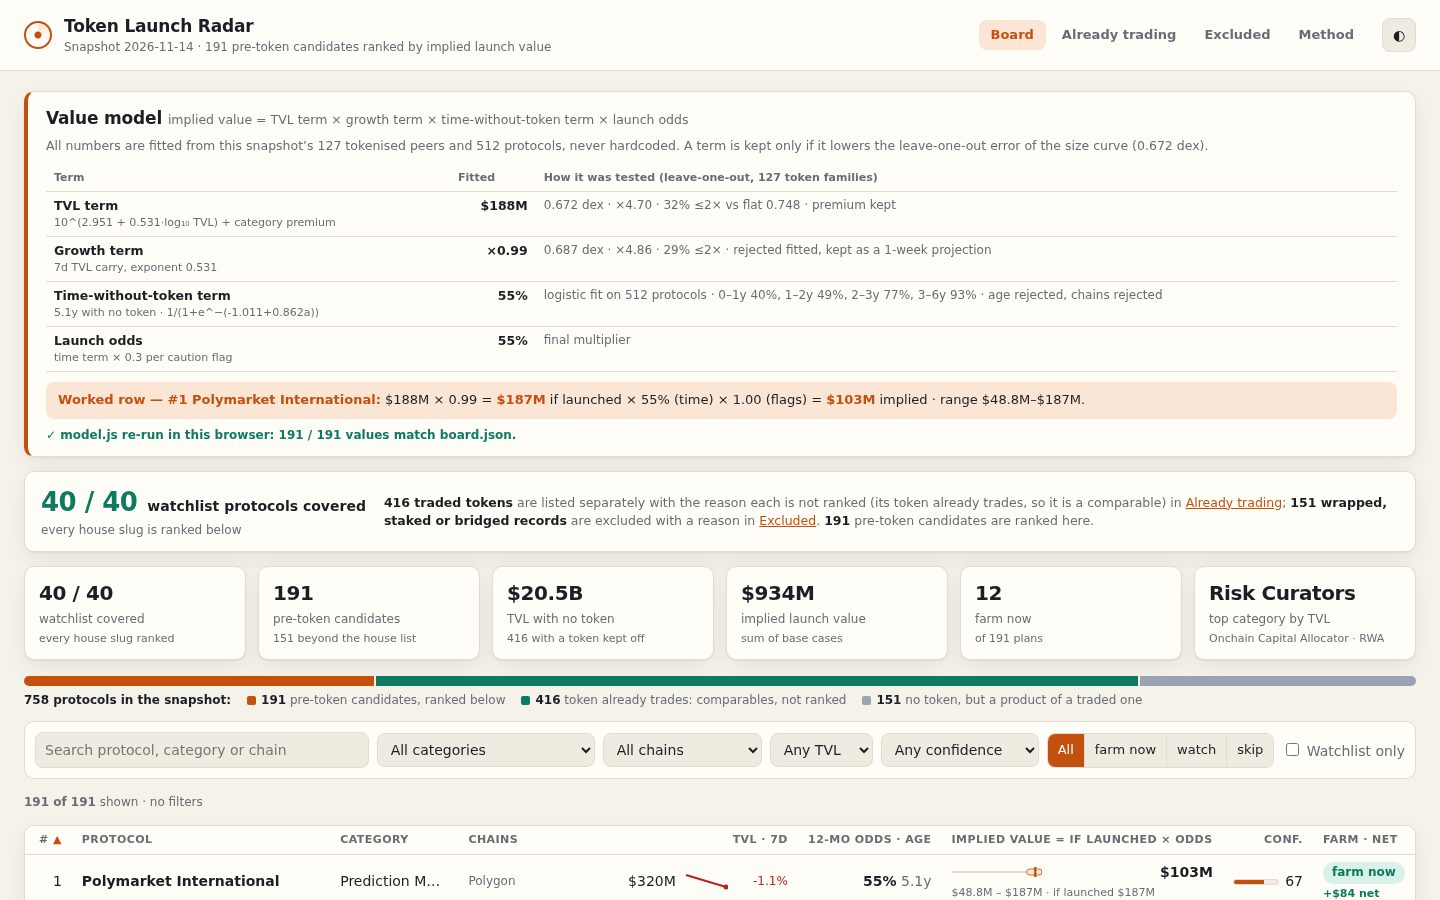 Token Launch Radar
Snapshot 2026-11-14 · 191 pre-token candidates ranked by implied launch value
Board Already trading Excluded Method
Value model implied value = TVL term × growth term × time-without-token term × launch odds
All numbers are fitted from this snapshot’s 127 tokenised peers and 512 protocols, never hardcoded. A term is kept only if it lowers the leave-one-out error of the size curve (0.672 dex).
Term Fitted How it was tested (leave-one-out, 127 token families)
TVL term $188M 0.672 dex · ×4.70 · 32% ≤2× vs flat 0.748 · premium kept
10^(2.951 + 0.531·log₁₀ TVL) + category premium
Growth term ×0.99 0.687 dex · ×4.86 · 29% ≤2× · rejected fitted, kept as a 1-week projection
7d TVL carry, exponent 0.531
Time-without-token term 55% logistic fit on 512 protocols · 0–1y 40%, 1–2y 49%, 2–3y 77%, 3–6y 93% · age rejected, chains rejected
5.1y with no token · 1/(1+e^−(-1.011+0.862a))
Launch odds 55% final multiplier
time term × 0.3 per caution flag
Worked row — #1 Polymarket International: $188M × 0.99 = $187M if launched × 55% (time) × 1.00 (flags) = $103M implied · range $48.8M–$187M.
✓ model.js re-run in this browser: 191 / 191 values match board.json.
40 / 40 watchlist protocols covered
every house slug is ranked below
416 traded tokens are listed separately with the reason each is not ranked (its token already trades, so it is a comparable) in Already trading; 151 wrapped,
staked or bridged records are excluded with a reason in Excluded. 191 pre-token candidates are ranked here.
40 / 40
watchlist covered
every house slug ranked
191
pre-token candidates
151 beyond the house list
$20.5B
TVL with no token
416 with a token kept off
$934M
implied launch value
sum of base cases
12
farm now
of 191 plans
Risk Curators
top category by TVL
Onchain Capital Allocator · RWA
758 protocols in the snapshot: 191 pre-token candidates, ranked below 416 token already trades: comparables, not ranked 151 no token, but a product of a traded one
Search protocol, category or chain All categories All chains Any TVL Any confidence All farm now watch skip Watchlist only
191 of 191 shown · no filters
# ▲ PROTOCOL CATEGORY CHAINS TVL · 7D 12-MO ODDS · AGE IMPLIED VALUE = IF LAUNCHED × ODDS CONF. FARM · NET
1 Polymarket International Prediction M… Polygon $320M -1.1% 55% 5.1y $103M 67 farm now
$48.8M – $187M · if launched $187M +$84 net